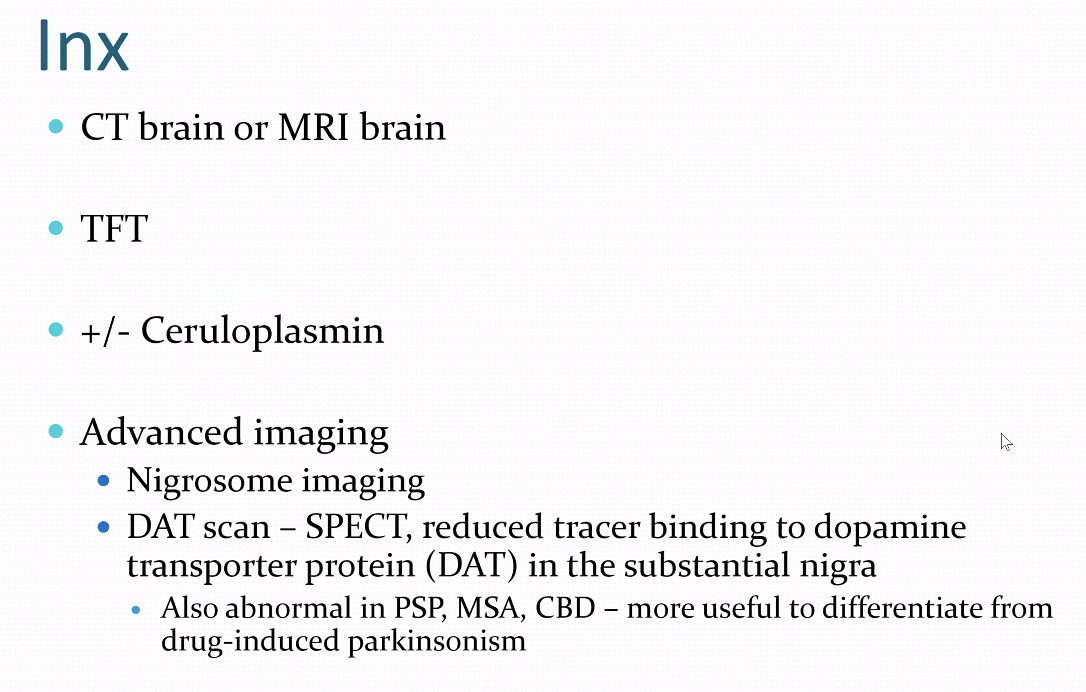 Inx
CT brain or MRI brain
TFT
+/- Ceruloplasmin
Advanced imaging
Nigrosome imaging
DAT scan – SPECT, reduced tracer binding to dopamine
transporter protein (DAT) in the substantial nigra
Also abnormal in PSP, MSA, CBD – more useful to differentiate from
drug-induced parkinsonism